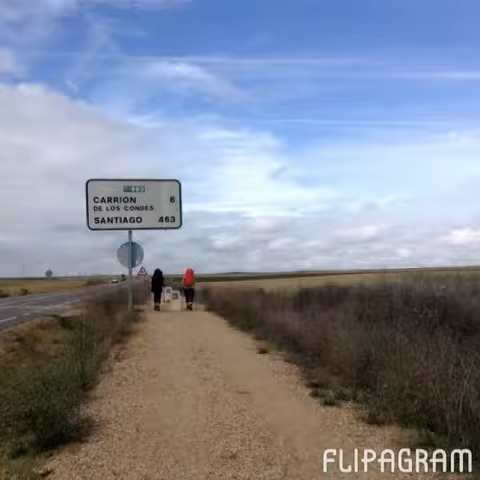 CARRION 6
DE LOS CONDES
SANTIAGO 463
FLIPAGRAM